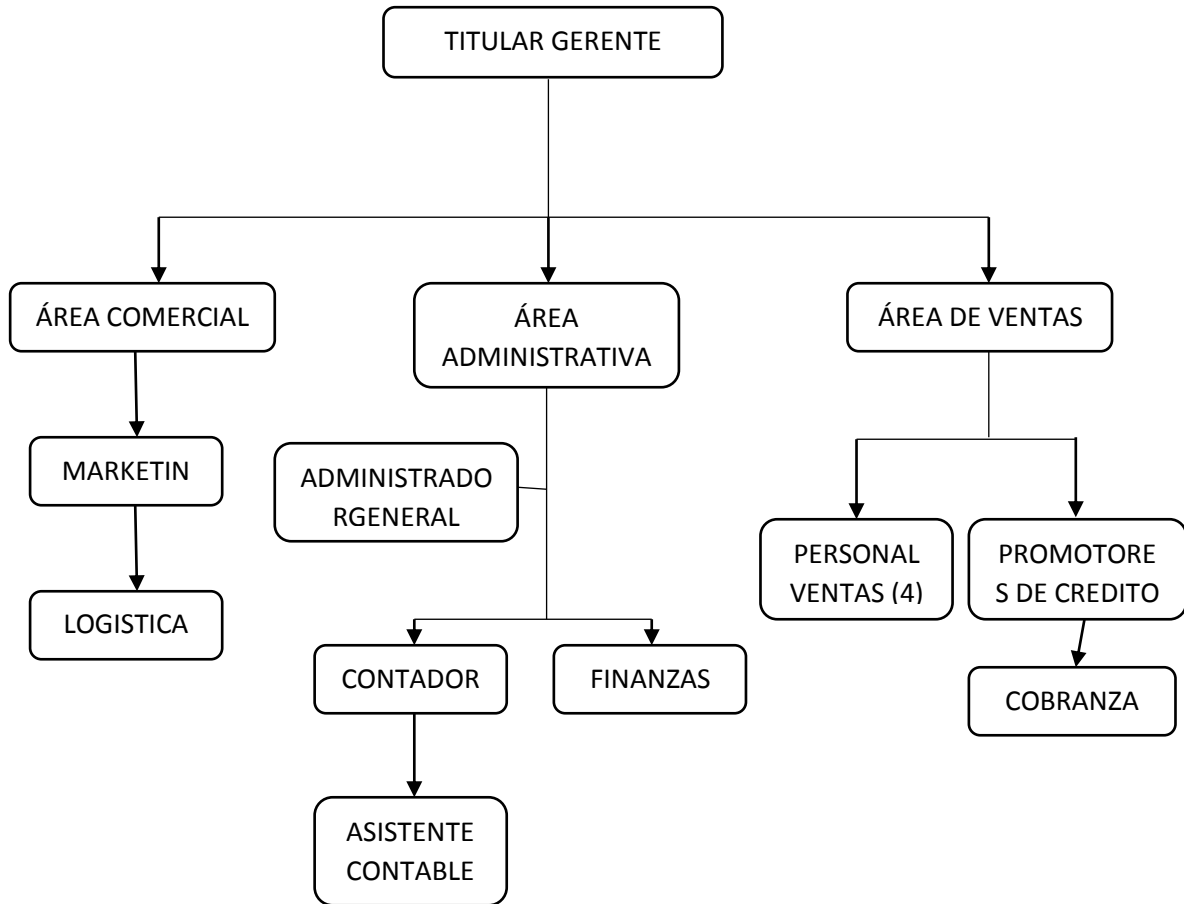 TITULAR GERENTE
ÁREA COMERCIAL
ÁREA
ADMINISTRATIVA
ÁREA DE VENTAS
MARKETIN
ADMINISTRADO
RGENERAL
PERSONAL
VENTAS (4)
PROMOTORE
S DE CREDITO
LOGISTICA
CONTADOR
FINANZAS
COBRANZA
ASISTENTE
CONTABLE